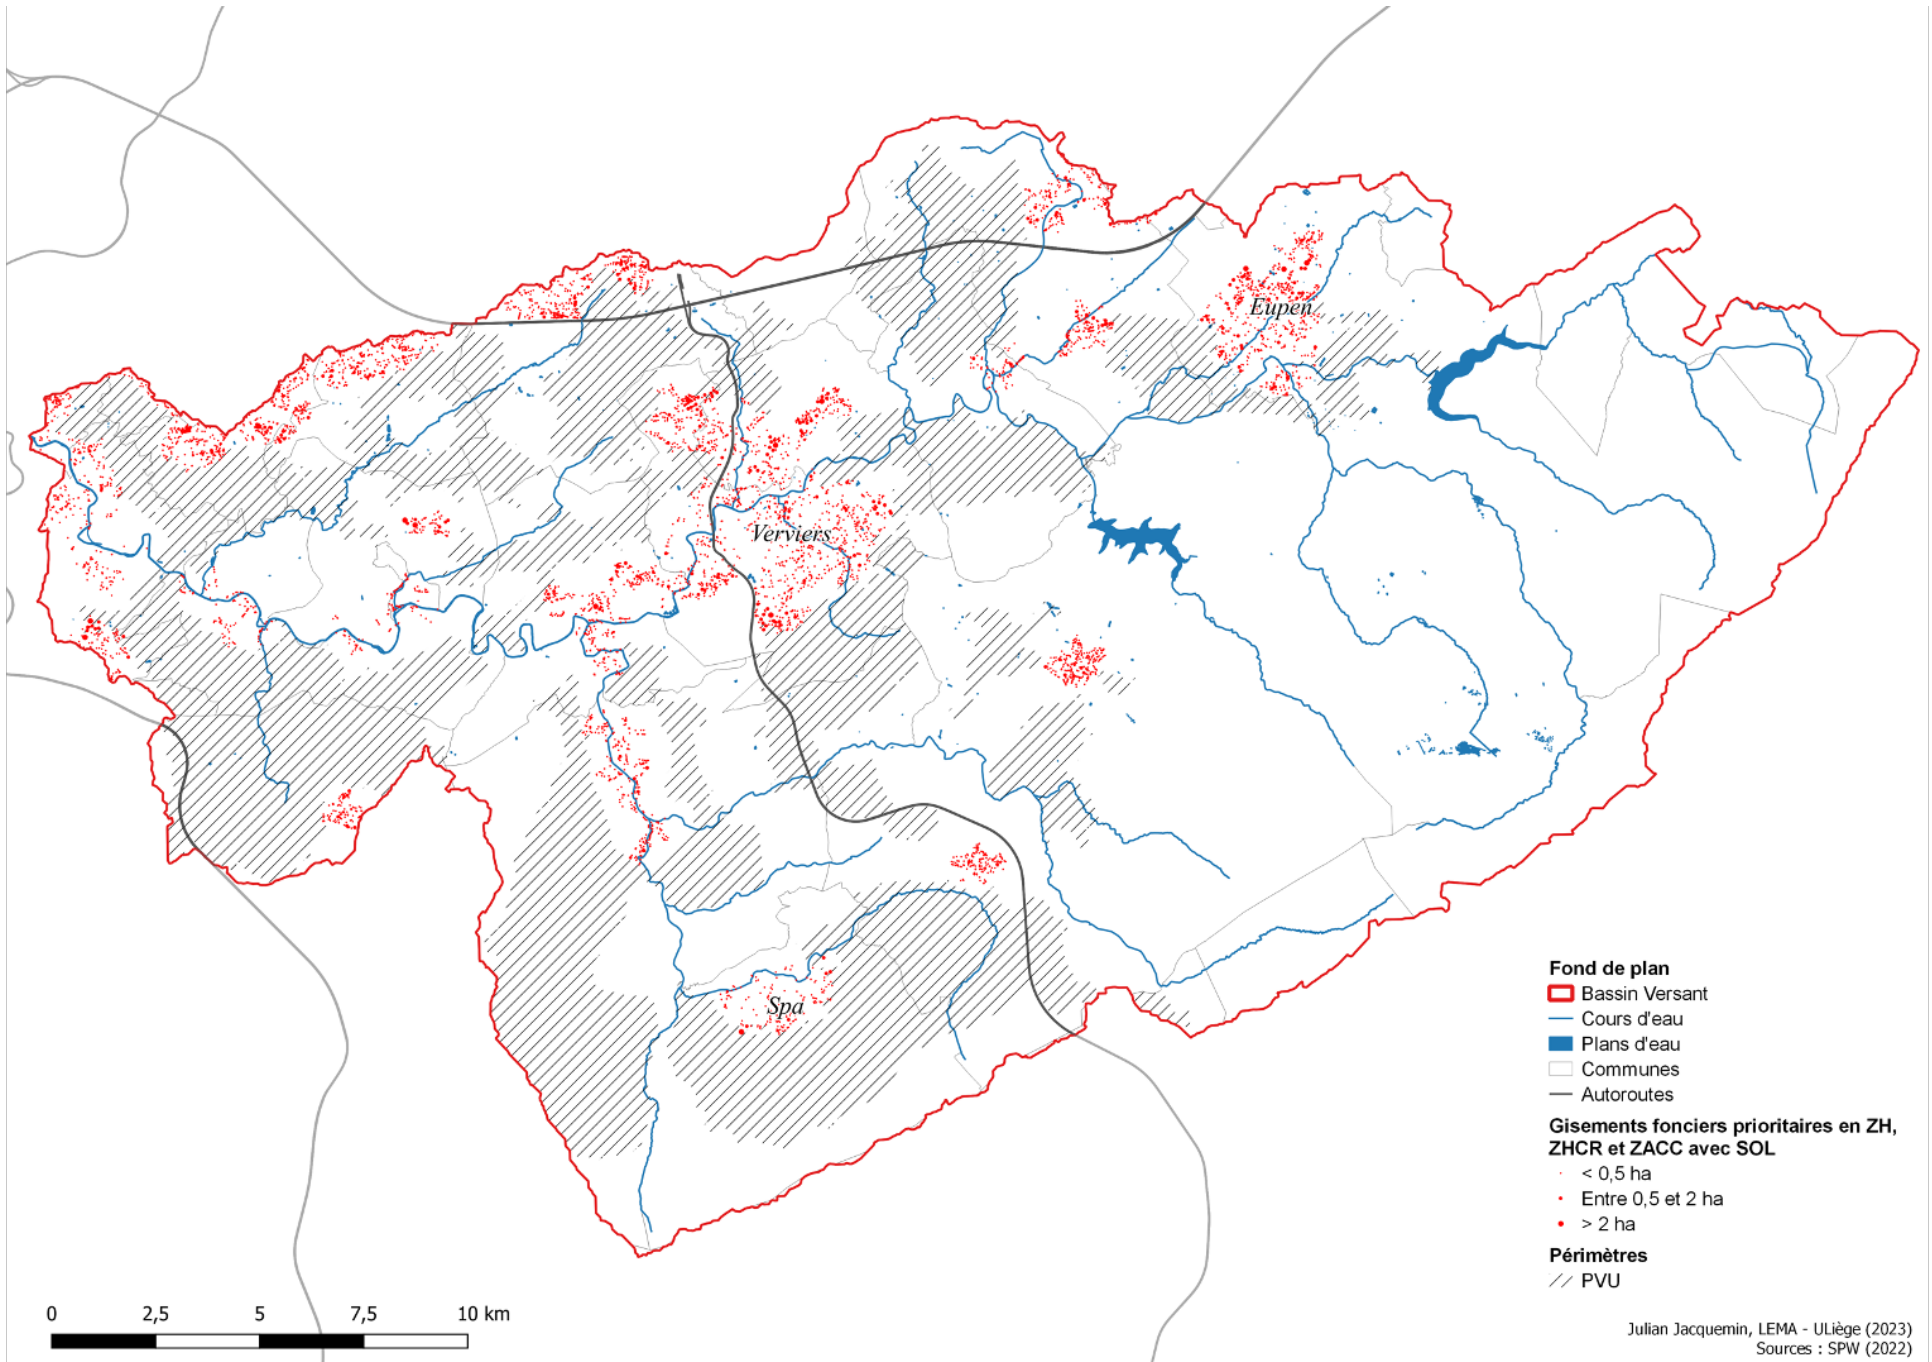 Eupen
Verviers
Spa
Fond de plan
Bassin Versant
Cours d'eau
Plans d'eau
Communes
Autoroutes
Gisements fonciers prioritaires en ZH,
ZHCR et ZACC avec SOL
< 0,5 ha
Entre 0,5 et 2 ha
> 2 ha
Périmètres
PVU
0 2,5 5 7,5 10 km
Julian Jacquemin, LEMA - ULiège (2023)
Sources : SPW (2022)